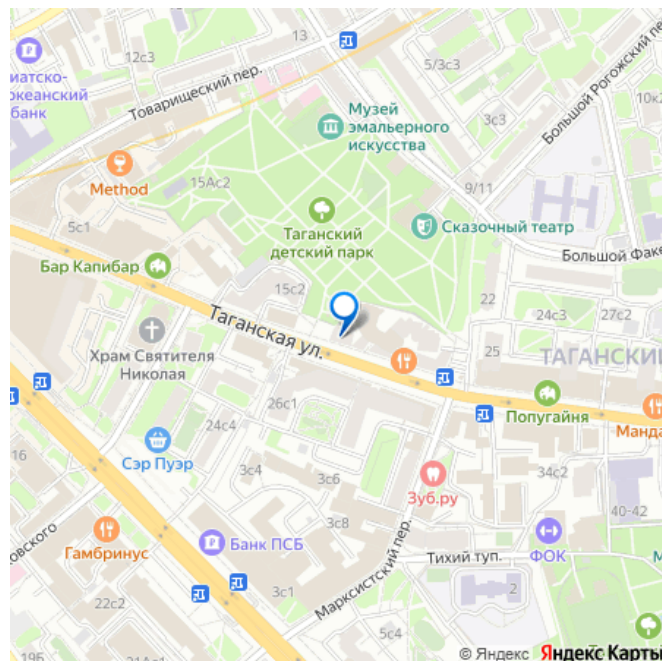 13
12с3
5/3с3
иатско-
океанский
банк
Товарищеский пер.
Большой Рогожский пер
10к2
3с3
Музей
эмальерного
искусства
Method
15Ас2
9/11
Таганский
детский парк
Сказочный театр
5с1
Большой Факе
Бар Капибар
15с2
22
24с3
27с2
Таганская ул.
Храм Святителя
Николая
25
ТАГАНСКИЙ
26с1
24с4
Попугайня
Манда
16
Сэр Пуэр
3с4
3с6
Зуб.ру
34с2
40-42
3с8
овского
Гамбринус
Банк ПСБ
Марксистский пер.
Тихий туп.
ФОК
22с2
3с1
2
5с4
19Б
© Яндекс Яндекс Карты